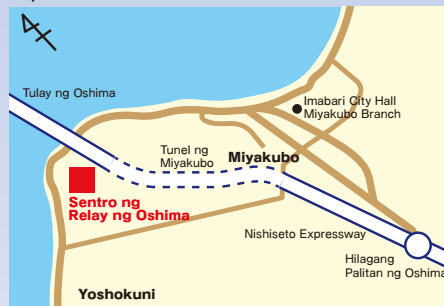 Tulay ng Oshima
Imabari City Hall
Miyakubo Branch
Tunel ng
Miyakubo
Miyakubo
Sentro ng
Relay ng Oshima
Nishiseto Expressway
Hilagang
Palitan ng Oshima
Yoshokuni